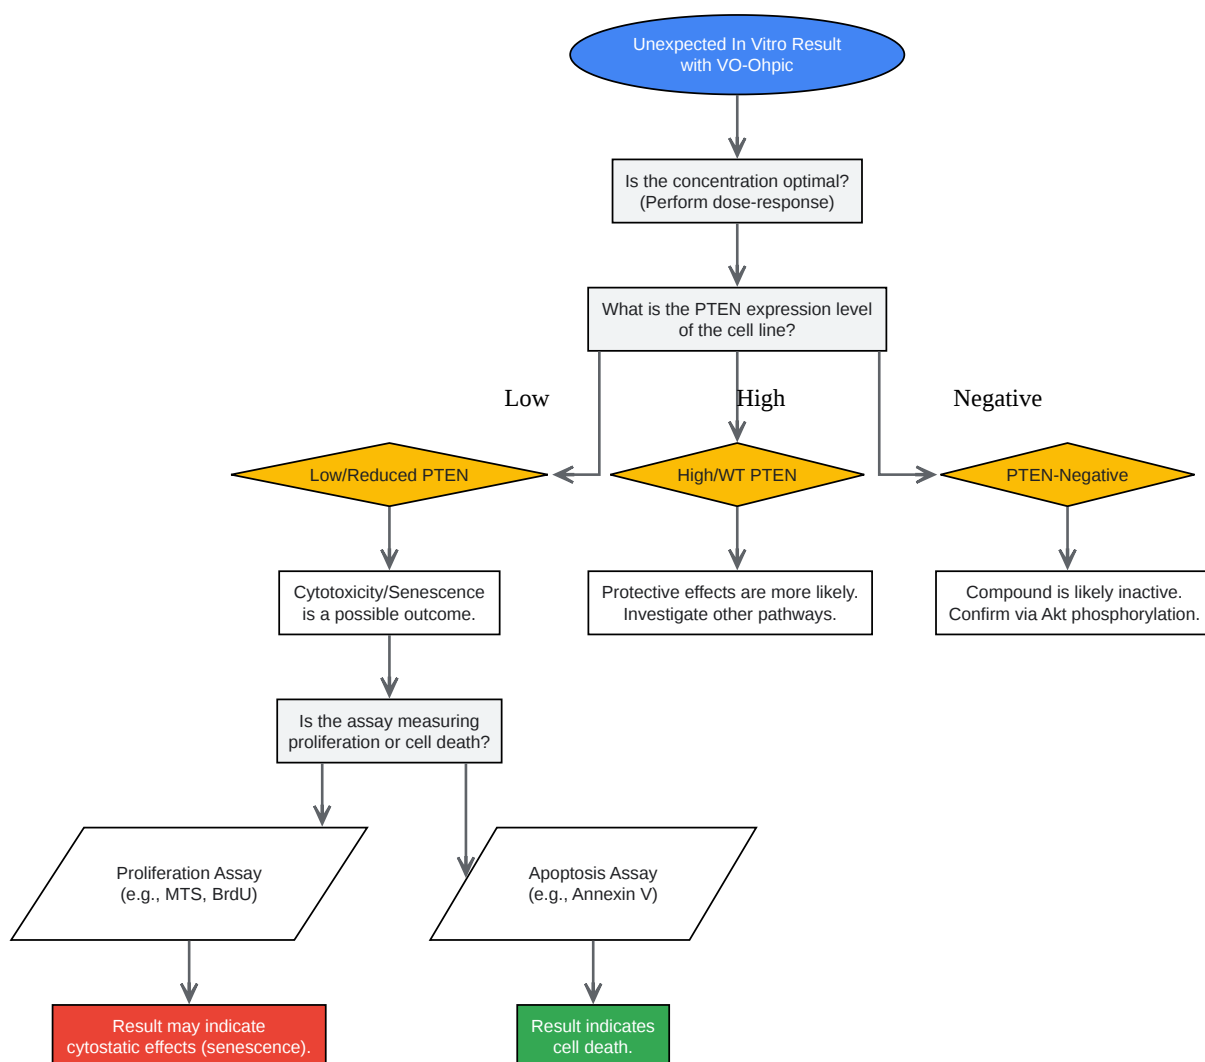 Unexpected In Vitro Result
with VO-Ohpic
Is the concentration optimal?
(Perform dose-response)
What is the PTEN expression level
of the cell line?
Low
High
Negative
Low/Reduced PTEN
High/WT PTEN
PTEN-Negative
Cytotoxicity/Senescence
is a possible outcome.
Protective effects are more likely.
Investigate other pathways.
Compound is likely inactive.
Confirm via Akt phosphorylation.
Is the assay measuring
proliferation or cell death?
Proliferation Assay
(e.g., MTS, BrdU)
Apoptosis Assay
(e.g., Annexin V)
Result may indicate
cytostatic effects (senescence).
Result indicates
cell death.